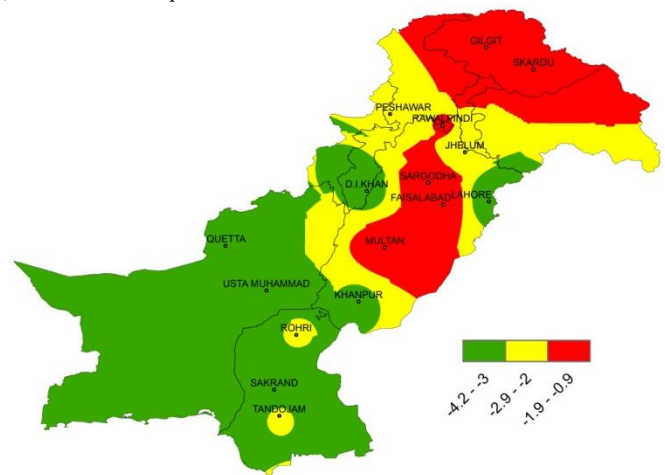 GILGIT
SKARDU
PESHAWAR
RAWALPINDI
JHELUM
SARGODHA
D.I.KHAN
LAHORE
FAISALABAD
QUETTA
MULTAN
USTA MUHAMMAD
KHANPUR
ROHRI
SAKRAND
TANDOJAM
-4.2 - -3
-2.9 - -2
-1.9 - -0.9